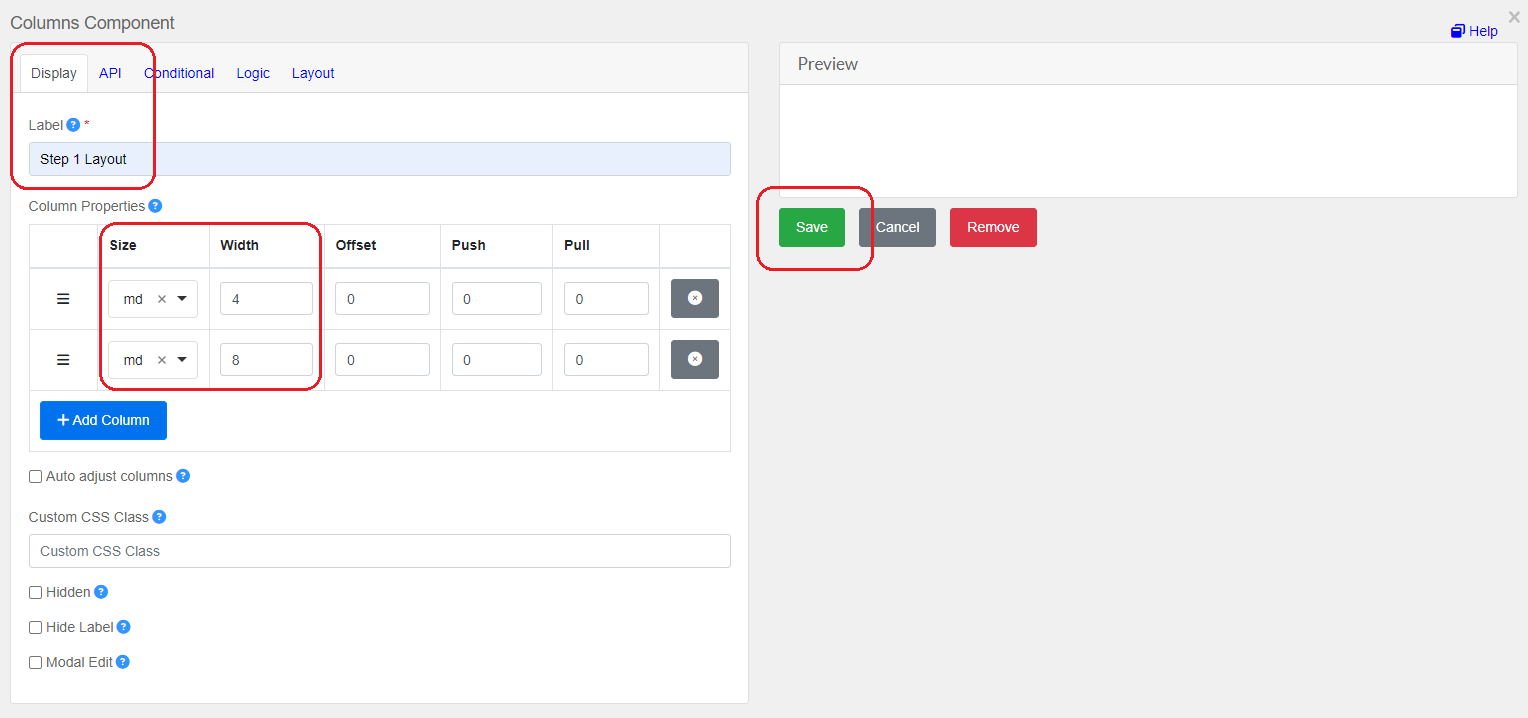 Columns Component
×
Help
Display API Conditional Logic Layout
Label ? *
Step 1 Layout
Column Properties ?
Size Width Offset Push Pull
md × 4 0 0 0
md × 8 0 0 0
+ Add Column
Auto adjust columns ?
Custom CSS Class ?
Custom CSS Class
Hidden ?
Hide Label ?
Modal Edit ?
Preview
Save Cancel Remove